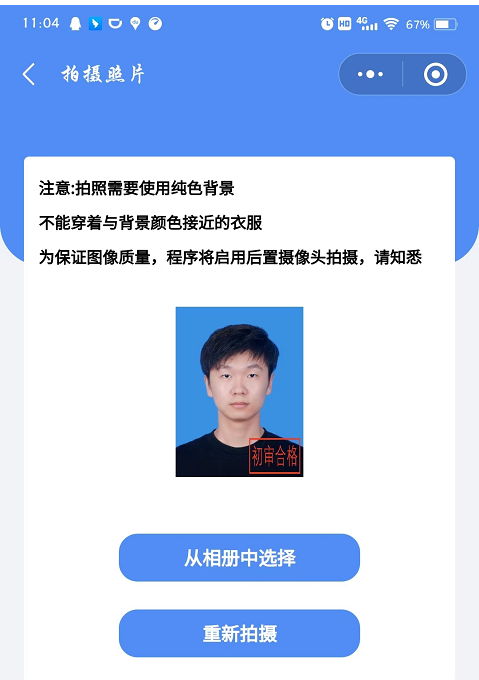 11:04 HD 4G 67%
拍摄照片
注意:拍照需要使用纯色背景
不能穿着与背景颜色接近的衣服
为保证图像质量，程序将启用后置摄像头拍摄，请知悉
初审合格
从相册中选择
重新拍摄